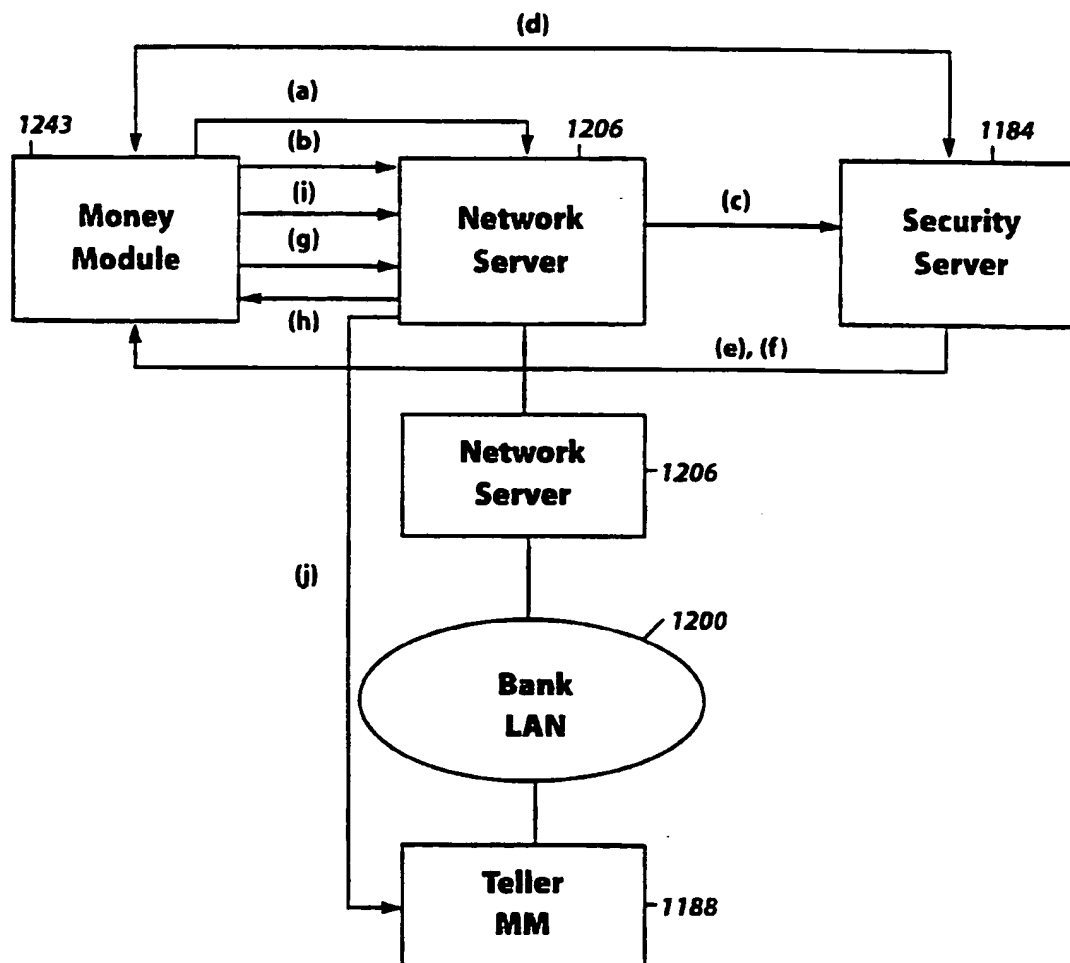 (d)
(a)
1243
(b)
1206
1184
(i)
(c)
Money
Module
Network
Server
Security
Server
(g)
(h)
(e), (f)
Network
Server
1206
(j)
1200
Bank
LAN
Teller
MM
1188